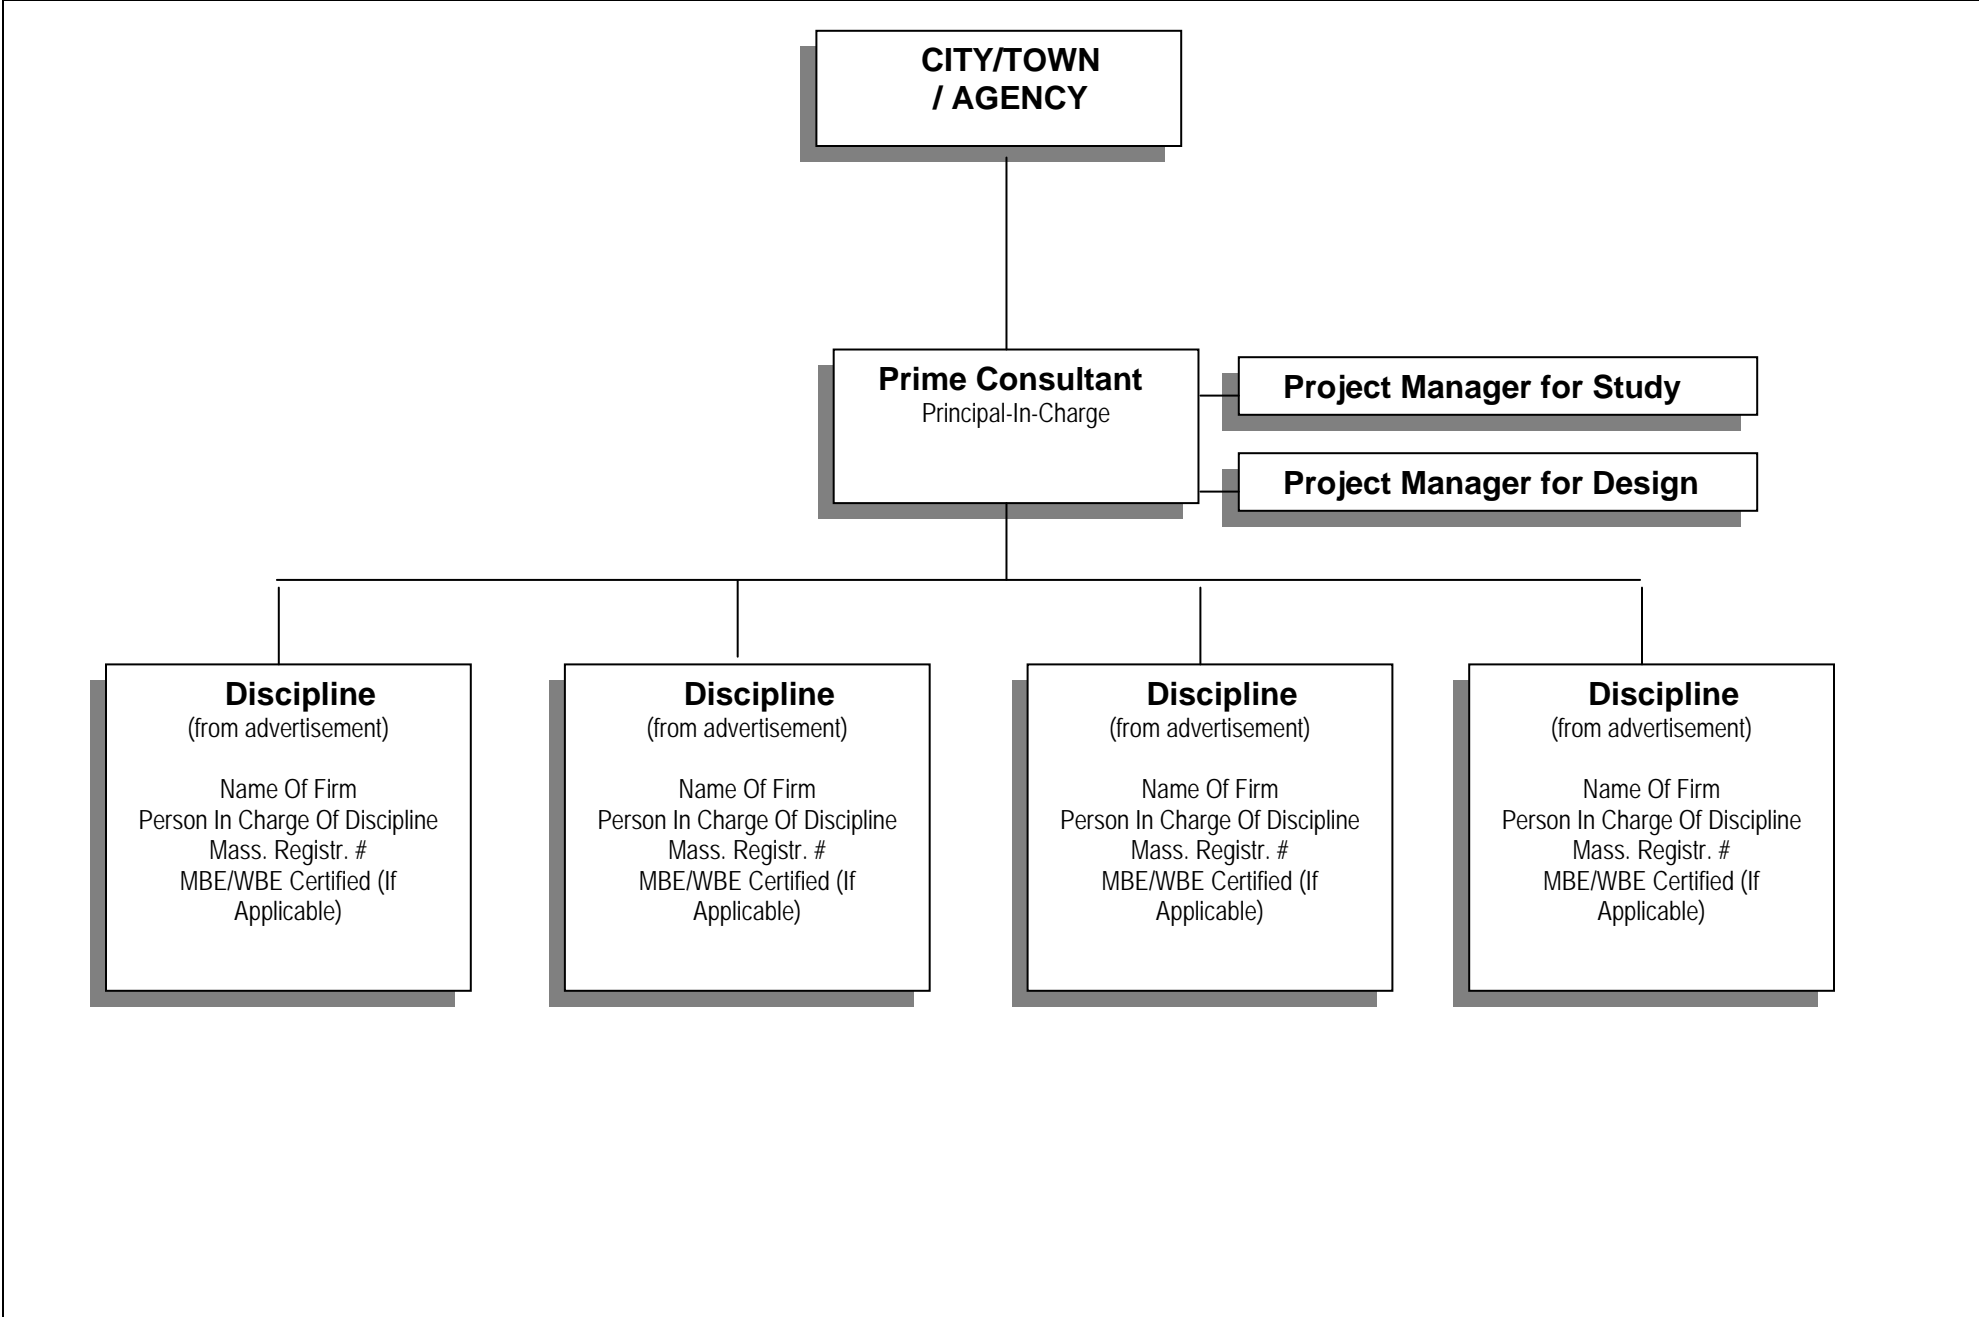 CITY/TOWN
/ AGENCY
Prime Consultant
Principal-In-Charge
Project Manager for Study
Project Manager for Design
Discipline
(from advertisement)
Name Of Firm
Person In Charge Of Discipline
Mass. Registr. #
MBE/WBE Certified (If
Applicable)
Discipline
(from advertisement)
Name Of Firm
Person In Charge Of Discipline
Mass. Registr. #
MBE/WBE Certified (If
Applicable)
Discipline
(from advertisement)
Name Of Firm
Person In Charge Of Discipline
Mass. Registr. #
MBE/WBE Certified (If
Applicable)
Discipline
(from advertisement)
Name Of Firm
Person In Charge Of Discipline
Mass. Registr. #
MBE/WBE Certified (If
Applicable)